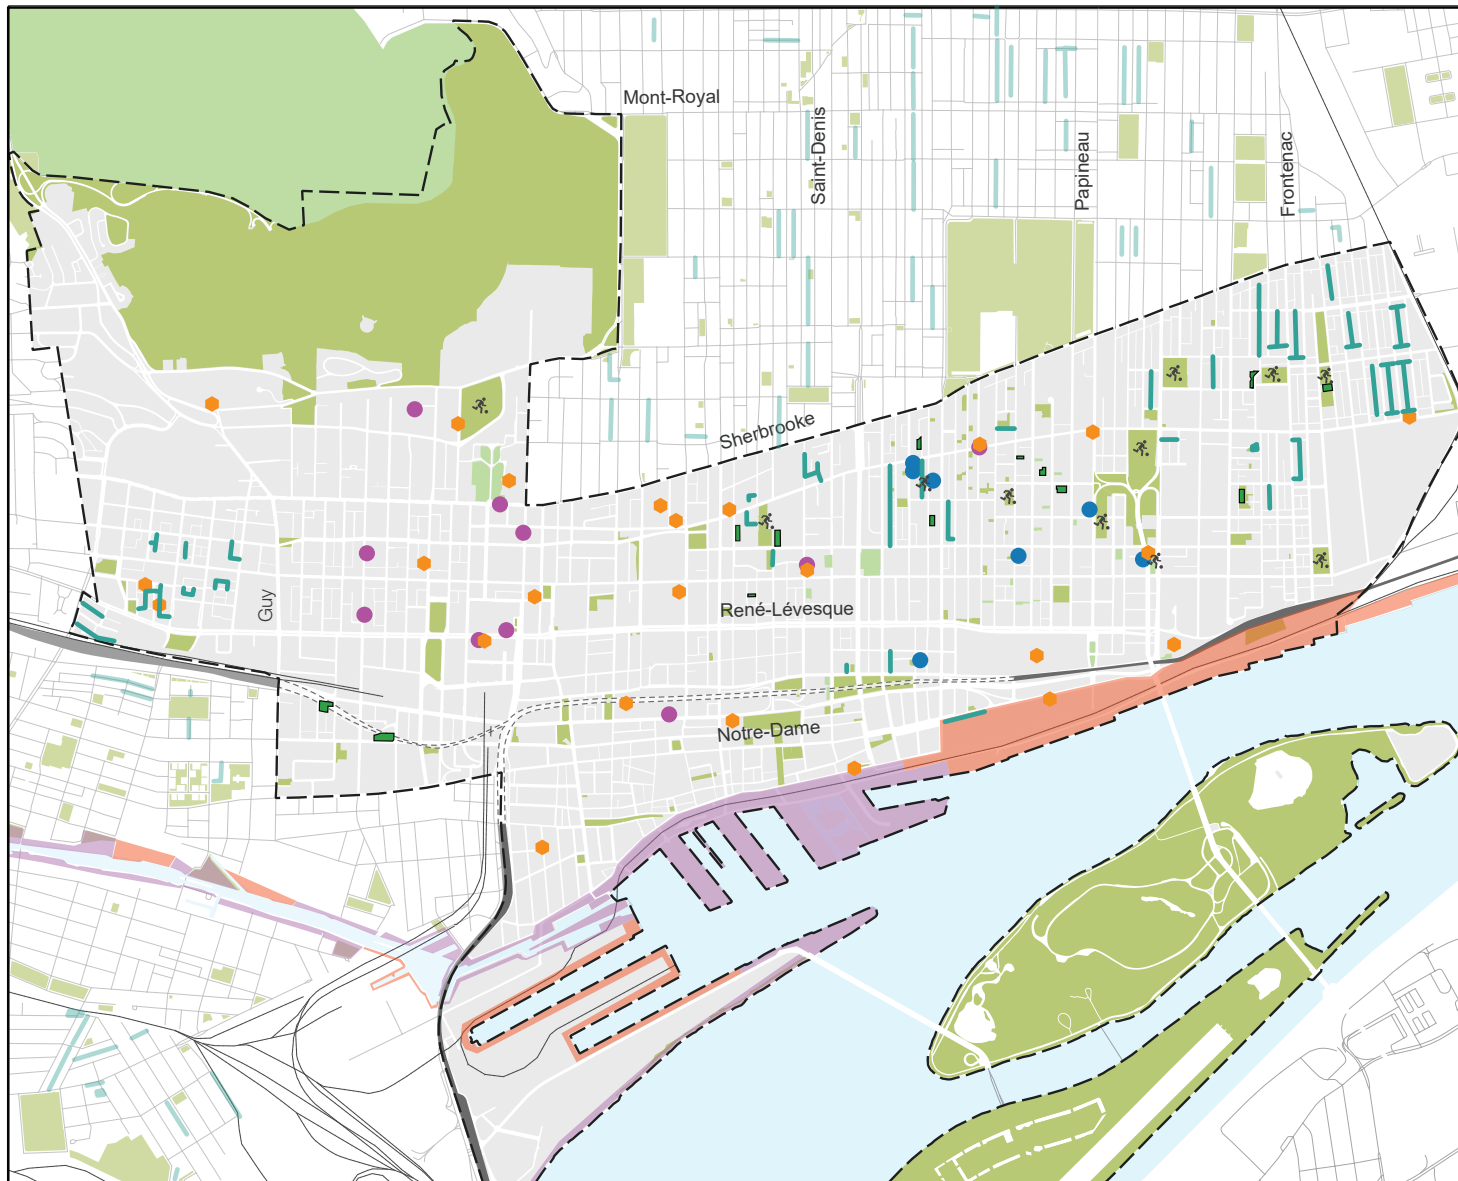 Mont-Royal
Saint-Denis
Papineau
Frontenac
Sherbrooke
Guy
René-Lévesque
Notre-Dame